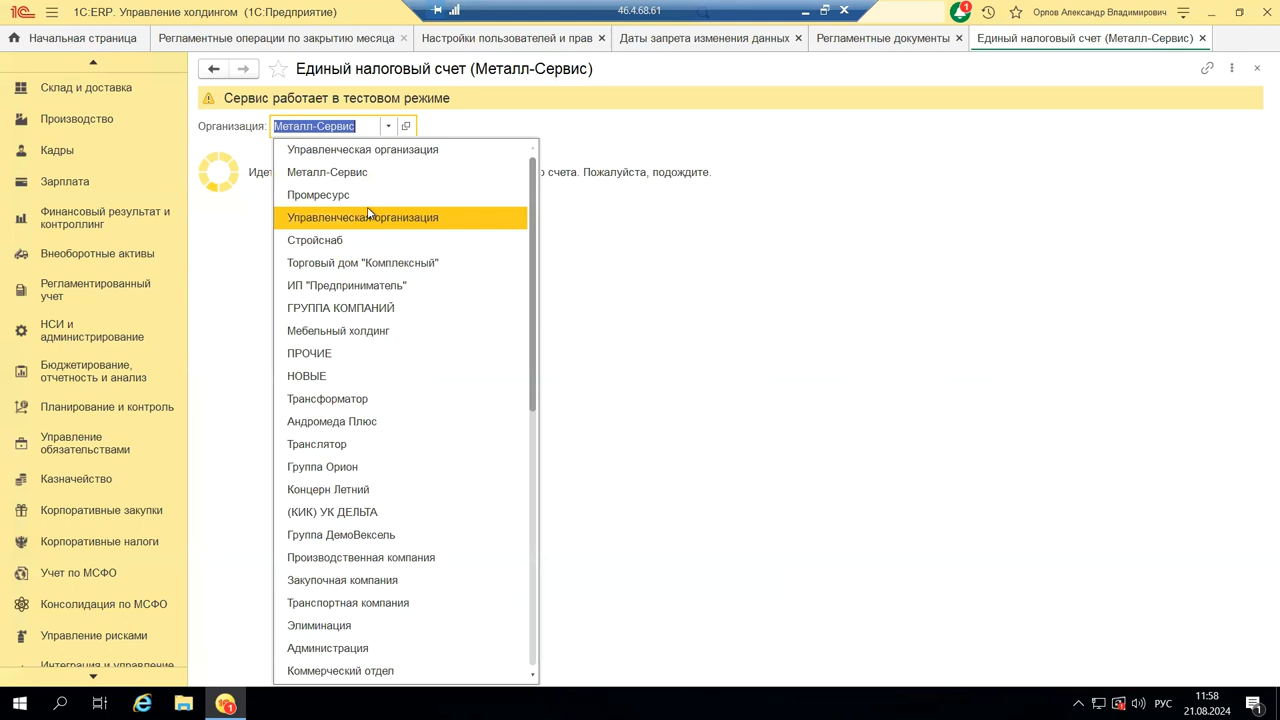 1С:ERP. Управление холдингом (1С:Предприятие)
46.4.68.61
1
Орлов Александр Владимирович
Начальная страница
Регламентные операции по закрытию месяца
Настройки пользователей и прав
Даты запрета изменения данных
Регламентные документы
Единый налоговый счет (Металл-Сервис)
Склад и доставка
Производство
Кадры
Зарплата
Финансовый результат и
контроллинг
Внеоборотные активы
Регламентированный
учет
НСИ и
администрирование
Бюджетирование,
отчетность и анализ
Планирование и контроль
Управление
обязательствами
Казначейство
Корпоративные закупки
Корпоративные налоги
Учет по МСФО
Консолидация по МСФО
Управление рисками
Интеграция и управление
Единый налоговый счет (Металл-Сервис)
Сервис работает в тестовом режиме
Организация: Металл-Сервис
о счета. Пожалуйста, подождите.
Управленческая организация
Металл-Сервис
Промресурс
Управленческая организация
Стройснаб
Торговый дом "Комплексный"
ИП "Предприниматель"
ГРУППА КОМПАНИЙ
Мебельный холдинг
ПРОЧИЕ
НОВЫЕ
Трансформатор
Андромеда Плюс
Транслятор
Группа Орион
Концерн Летний
(КИК) УК ДЕЛЬТА
Группа ДемоВексель
Производственная компания
Закупочная компания
Транспортная компания
Элиминация
Администрация
Коммерческий отдел
1
РУС
11:58
21.08.2024
1